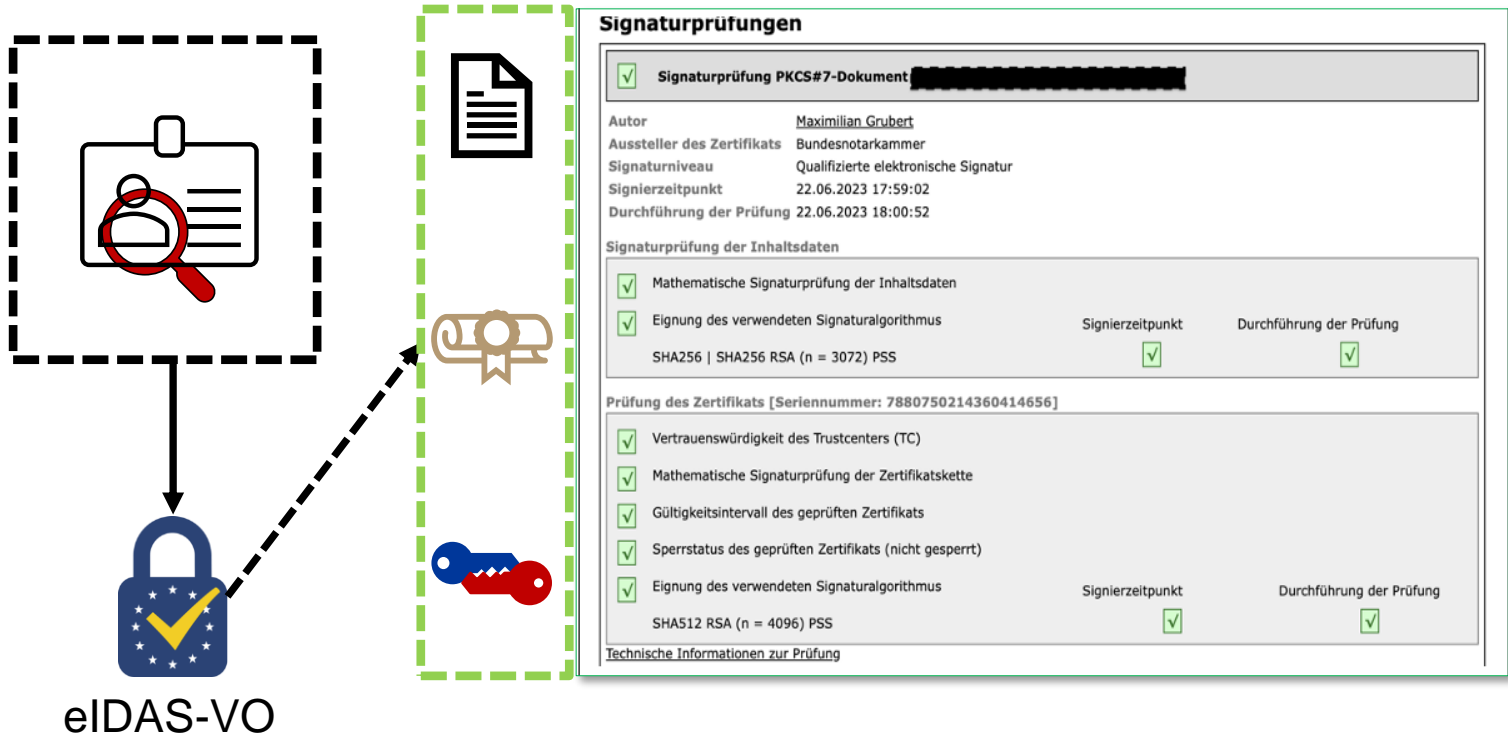 Signaturprüfungen
√ Signaturprüfung PKCS#7-Dokument
Autor Maximilian Grubert
Aussteller des Zertifikats Bundesnotarkammer
Signaturniveau Qualifizierte elektronische Signatur
Signierzeitpunkt 22.06.2023 17:59:02
Durchführung der Prüfung 22.06.2023 18:00:52
Signaturprüfung der Inhaltsdaten
√ Mathematische Signaturprüfung der Inhaltsdaten
√ Eignung des verwendeten Signaturalgorithmus Signierzeitpunkt Durchführung der Prüfung
SHA256 | SHA256 RSA (n = 3072) PSS √ √
Prüfung des Zertifikats [Seriennummer: 7880750214360414656]
√ Vertrauenswürdigkeit des Trustcenters (TC)
√ Mathematische Signaturprüfung der Zertifikatskette
√ Gültigkeitsintervall des geprüften Zertifikats
√ Sperrstatus des geprüften Zertifikats (nicht gesperrt)
√ Eignung des verwendeten Signaturalgorithmus Signierzeitpunkt Durchführung der Prüfung
SHA512 RSA (n = 4096) PSS √ √
Technische Informationen zur Prüfung
eIDAS-VO